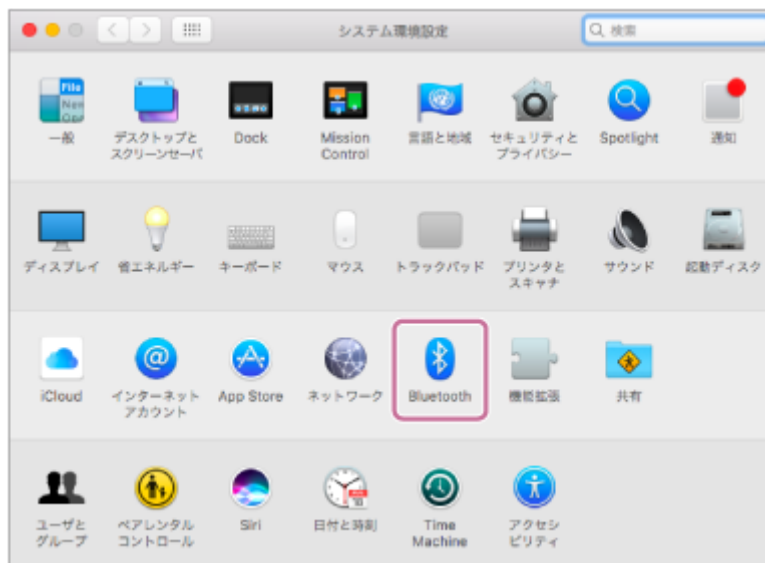 システム環境設定
検索
一般
デスクトップと
スクリーンセーバ
Dock
Mission
Control
言語と地域
セキュリティと
プライバシー
Spotlight
通知
ディスプレイ
省エネルギー
キーボード
マウス
トラックパッド
プリンタと
スキャナ
サウンド
起動ディスク
iCloud
インターネット
アカウント
App Store
ネットワーク
Bluetooth
機能拡張
共有
ユーザと
グループ
ペアレンタル
コントロール
Siri
日付と時刻
Time
Machine
アクセシ
ビリティ